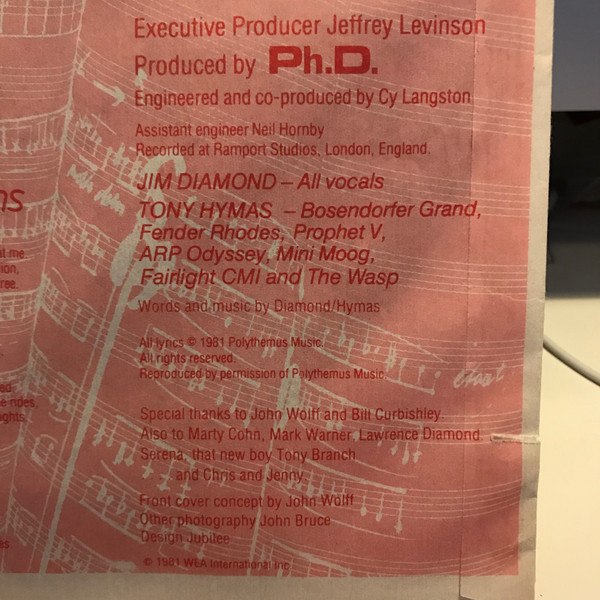 Executive Producer Jeffrey Levinson
Produced by Ph.D.
Engineered and co-produced by Cy Langston
Assistant engineer Neil Hornby
Recorded at Ramport Studios, London, England.
JIM DIAMOND – All vocals
TONY HYMAS – Bosendorfer Grand,
Fender Rhodes, Prophet V,
ARP Odyssey, Mini Moog,
Fairlight CMI and The Wasp
Words and music by Diamond/Hymas
All lyrics © 1981 Polythemus Music
All rights reserved.
Reproduced by permission of Polythemus Music
Special thanks to John Wolff and Bill Curbishley
Also to Marty Cohn, Mark Warner, Lawrence Diamond
Serena, that new boy Tony Branch
and Chris and Jenny
Front cover concept by John Wolff
Other photography John Bruce
Design Jubilee
© 1981 WEA International Inc